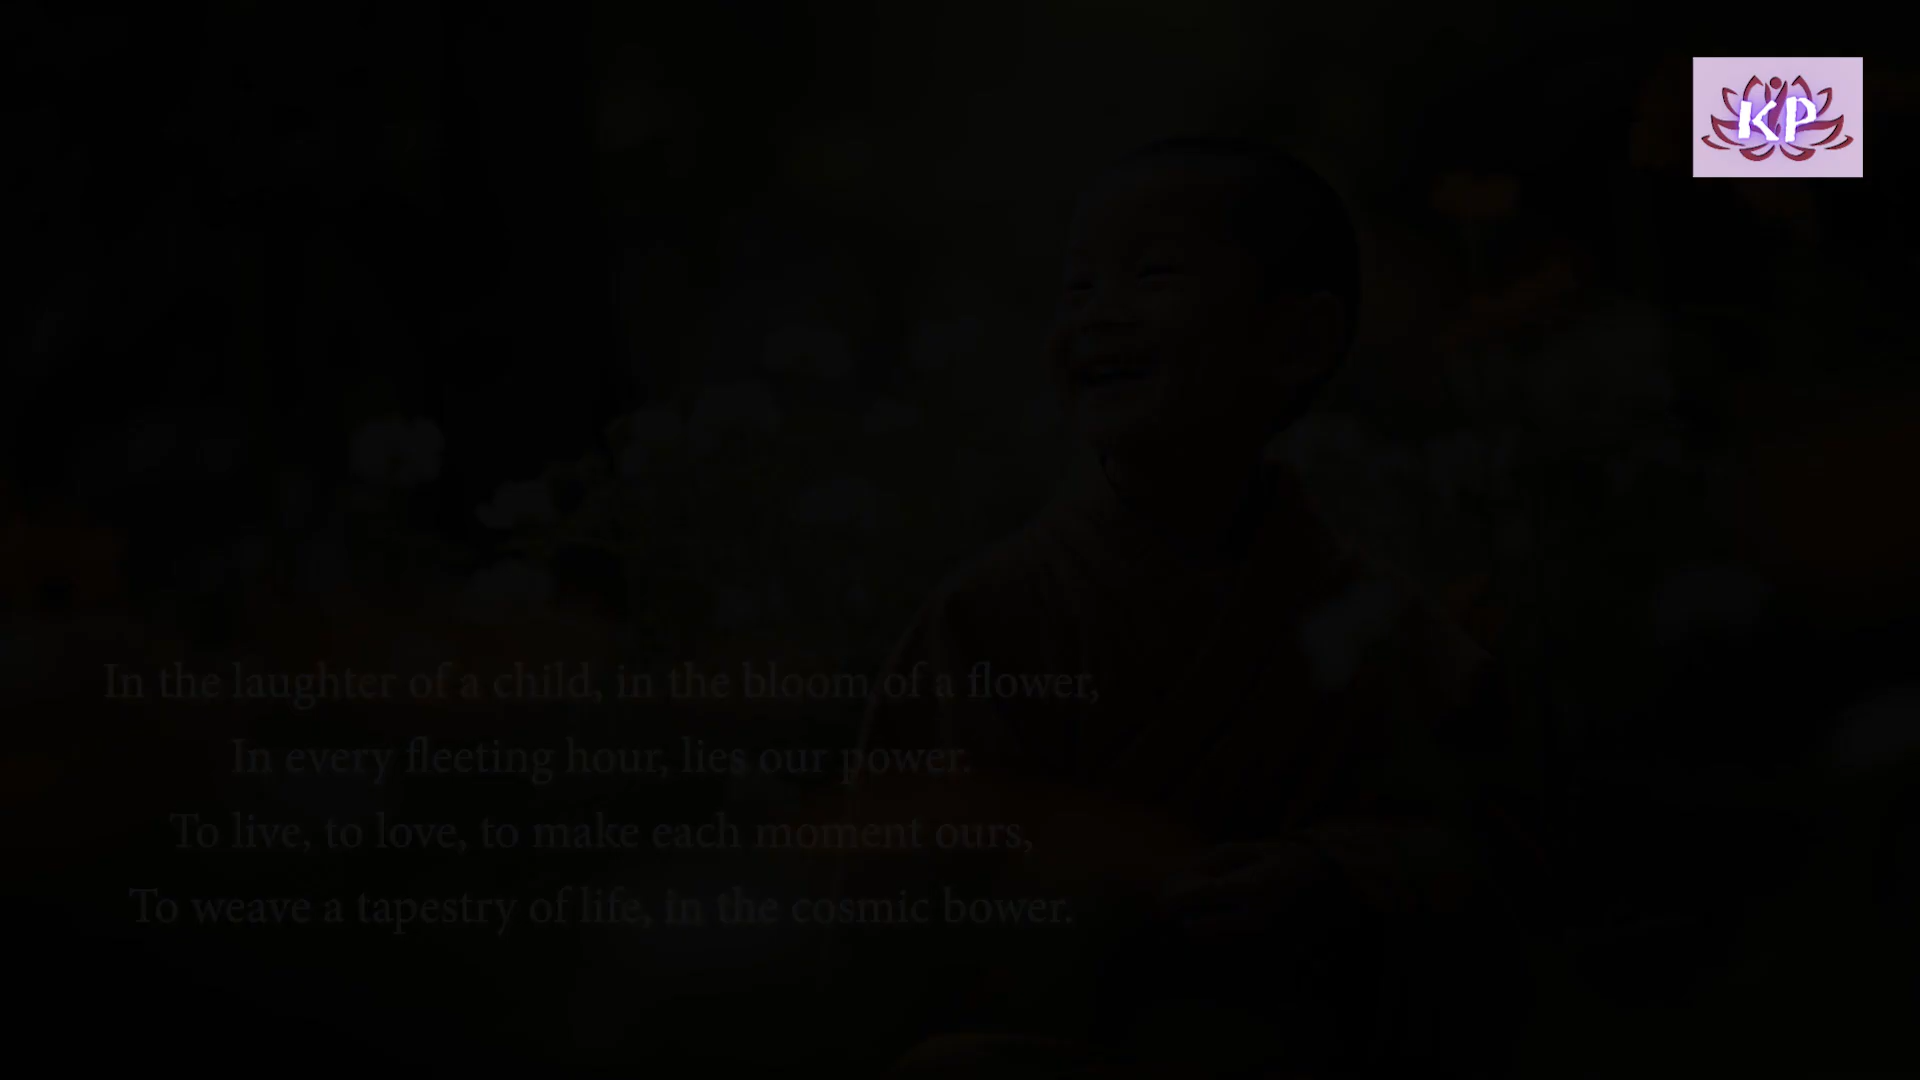 KP
In the laughter of a child, in the bloom of a flower,
In every fleeting hour, lies our power.
To live, to love, to make each moment ours,
To weave a tapestry of life, in the cosmic bower.